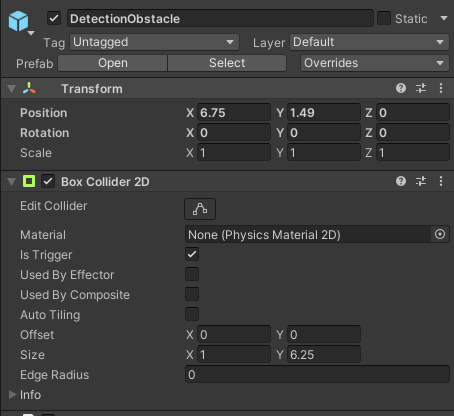 DetectionObstacle Static
Tag Untagged Layer Default
Prefab Open Select Overrides
Transform
Position X 6.75 Y 1.49 Z 0
Rotation X 0 Y 0 Z 0
Scale X 1 Y 1 Z 1
Box Collider 2D
Edit Collider
Material None (Physics Material 2D)
Is Trigger
Used By Effector
Used By Composite
Auto Tiling
Offset X 0 Y 0
Size X 1 Y 6.25
Edge Radius 0
Info